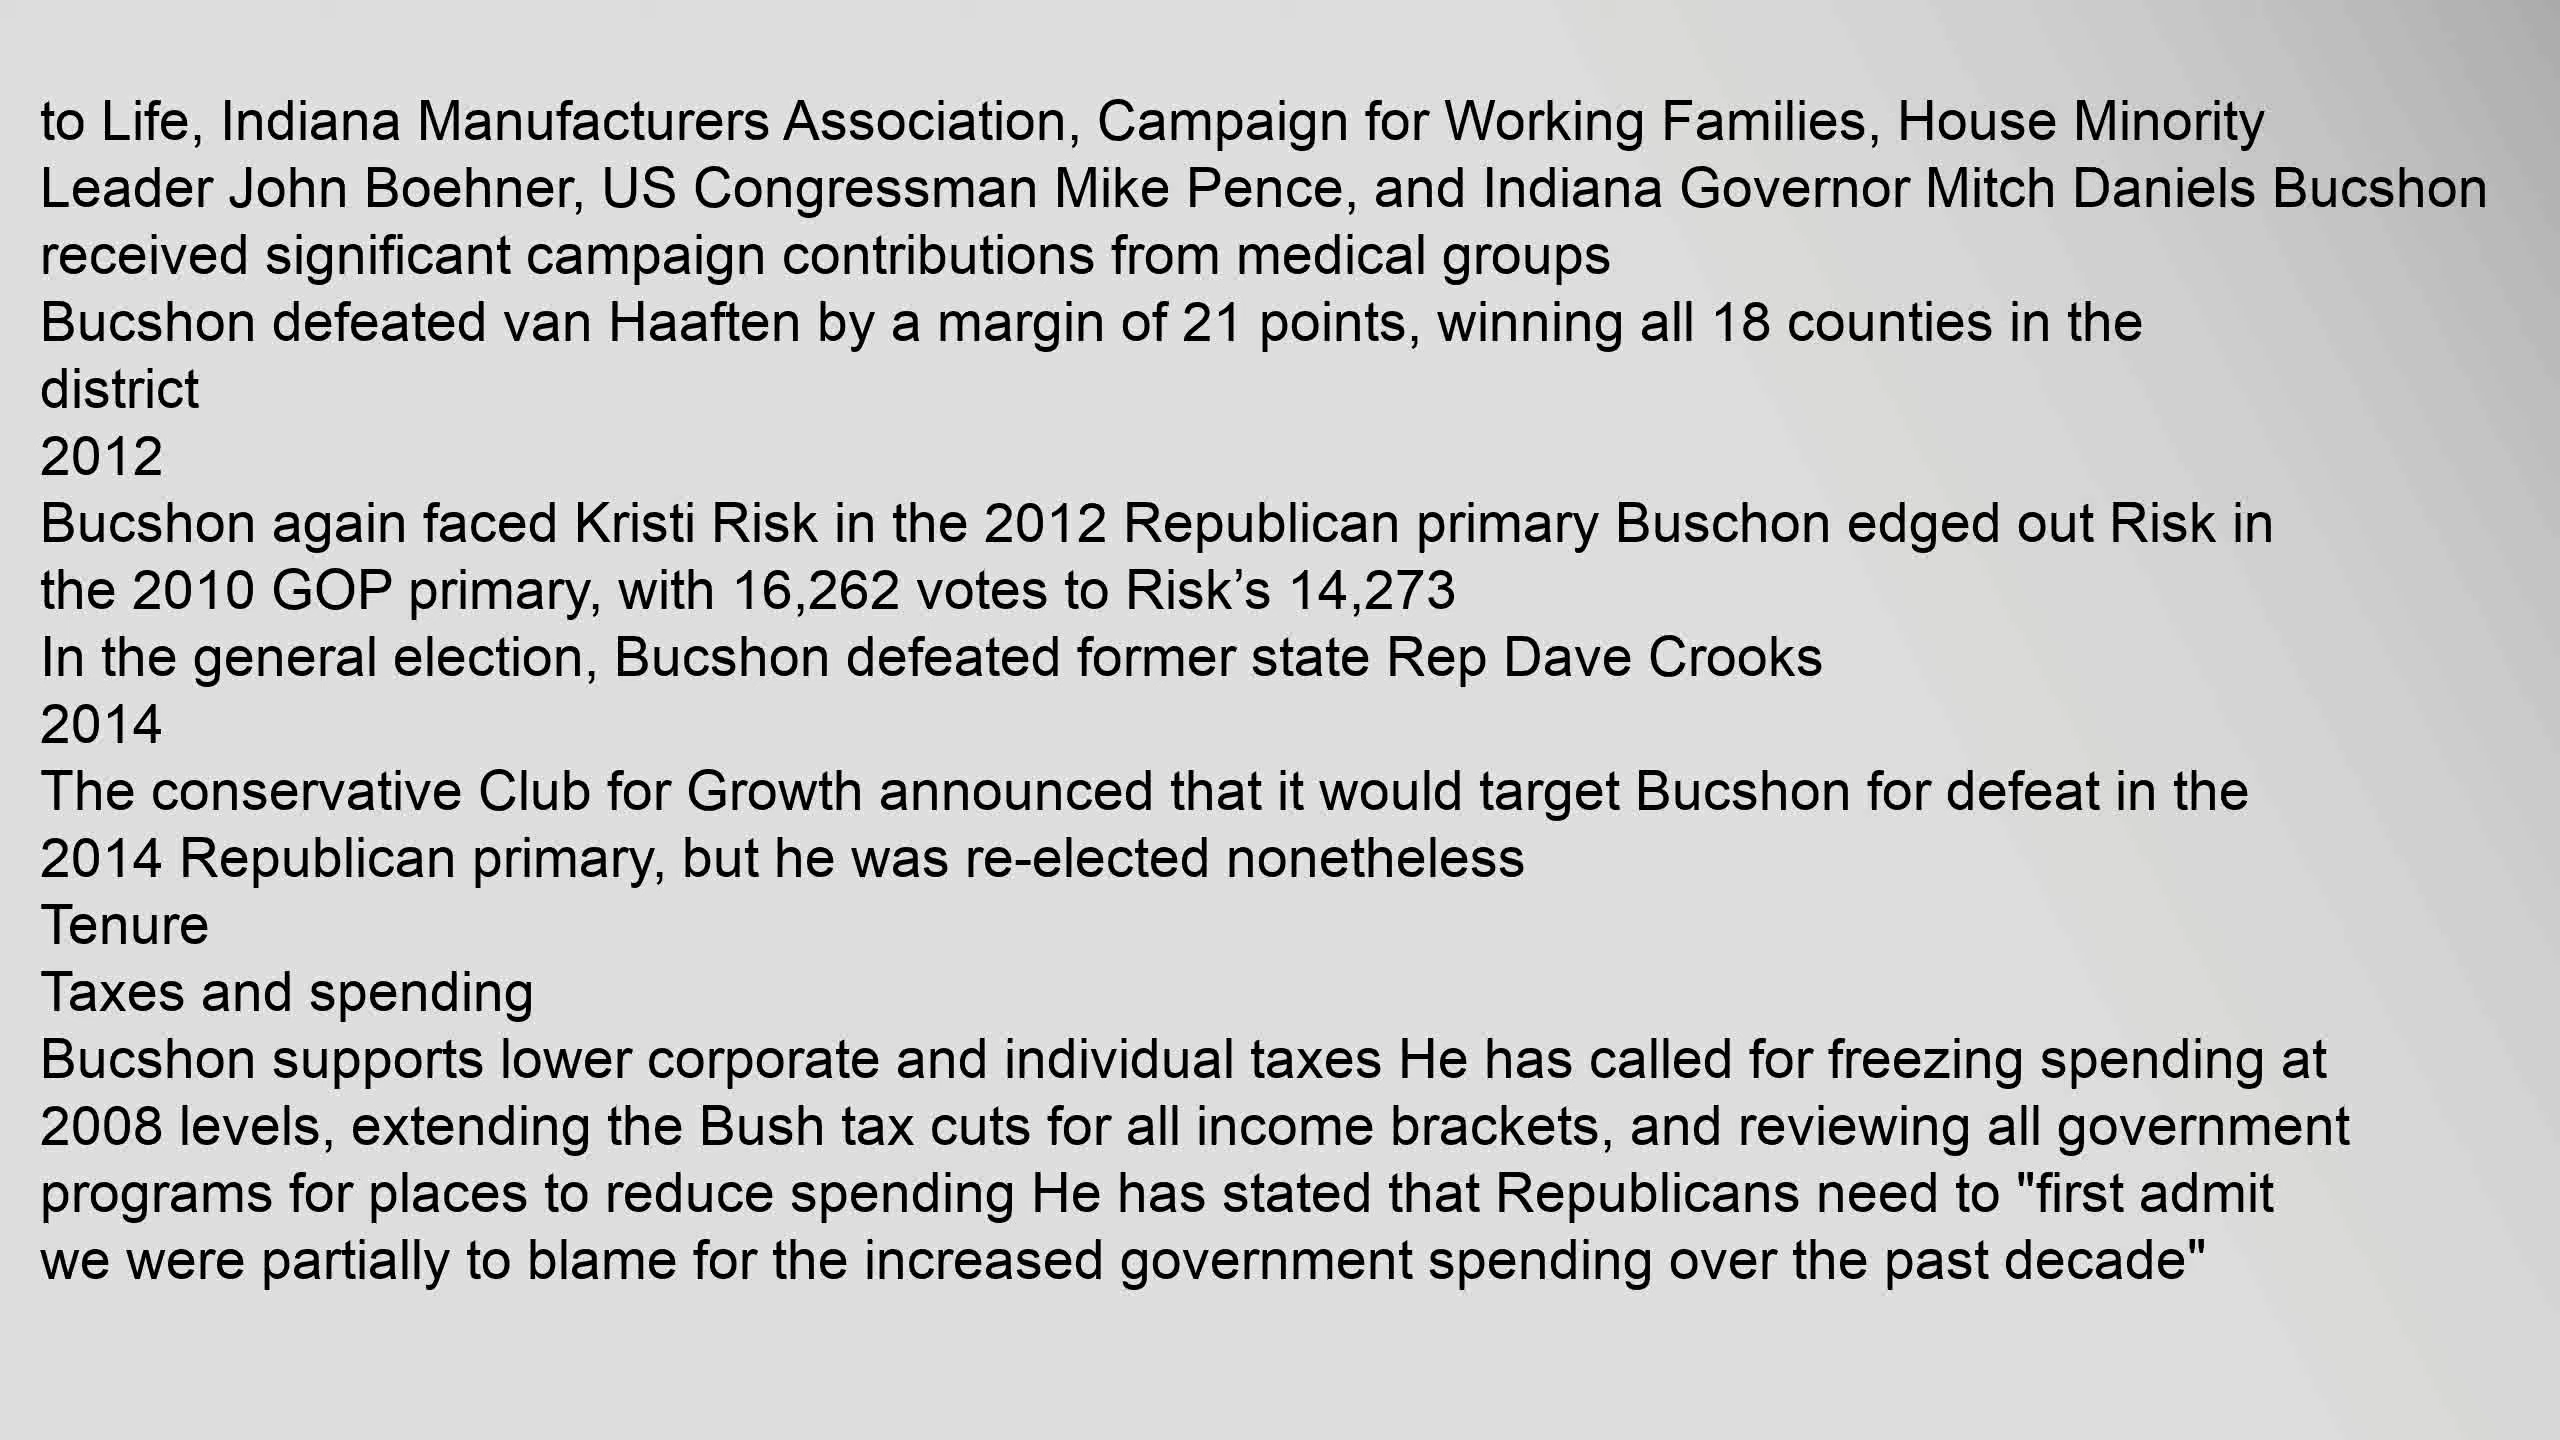 to Life, Indiana Manufacturers Association, Campaign for Working Families, House Minority
Leader John Boehner, US Congressman Mike Pence, and Indiana Governor Mitch Daniels Bucshon
received significant campaign contributions from medical groups
Bucshon defeated van Haaften by a margin of 21 points, winning all 18 counties in the
district
2012
Bucshon again faced Kristi Risk in the 2012 Republican primary Buschon edged out Risk in
the 2010 GOP primary, with 16,262 votes to Risk’s 14,273
In the general election, Bucshon defeated former state Rep Dave Crooks
2014
The conservative Club for Growth announced that it would target Bucshon for defeat in the
2014 Republican primary, but he was re-elected nonetheless
Tenure
Taxes and spending
Bucshon supports lower corporate and individual taxes He has called for freezing spending at
2008 levels, extending the Bush tax cuts for all income brackets, and reviewing all government
programs for places to reduce spending He has stated that Republicans need to "first admit
we were partially to blame for the increased government spending over the past decade"